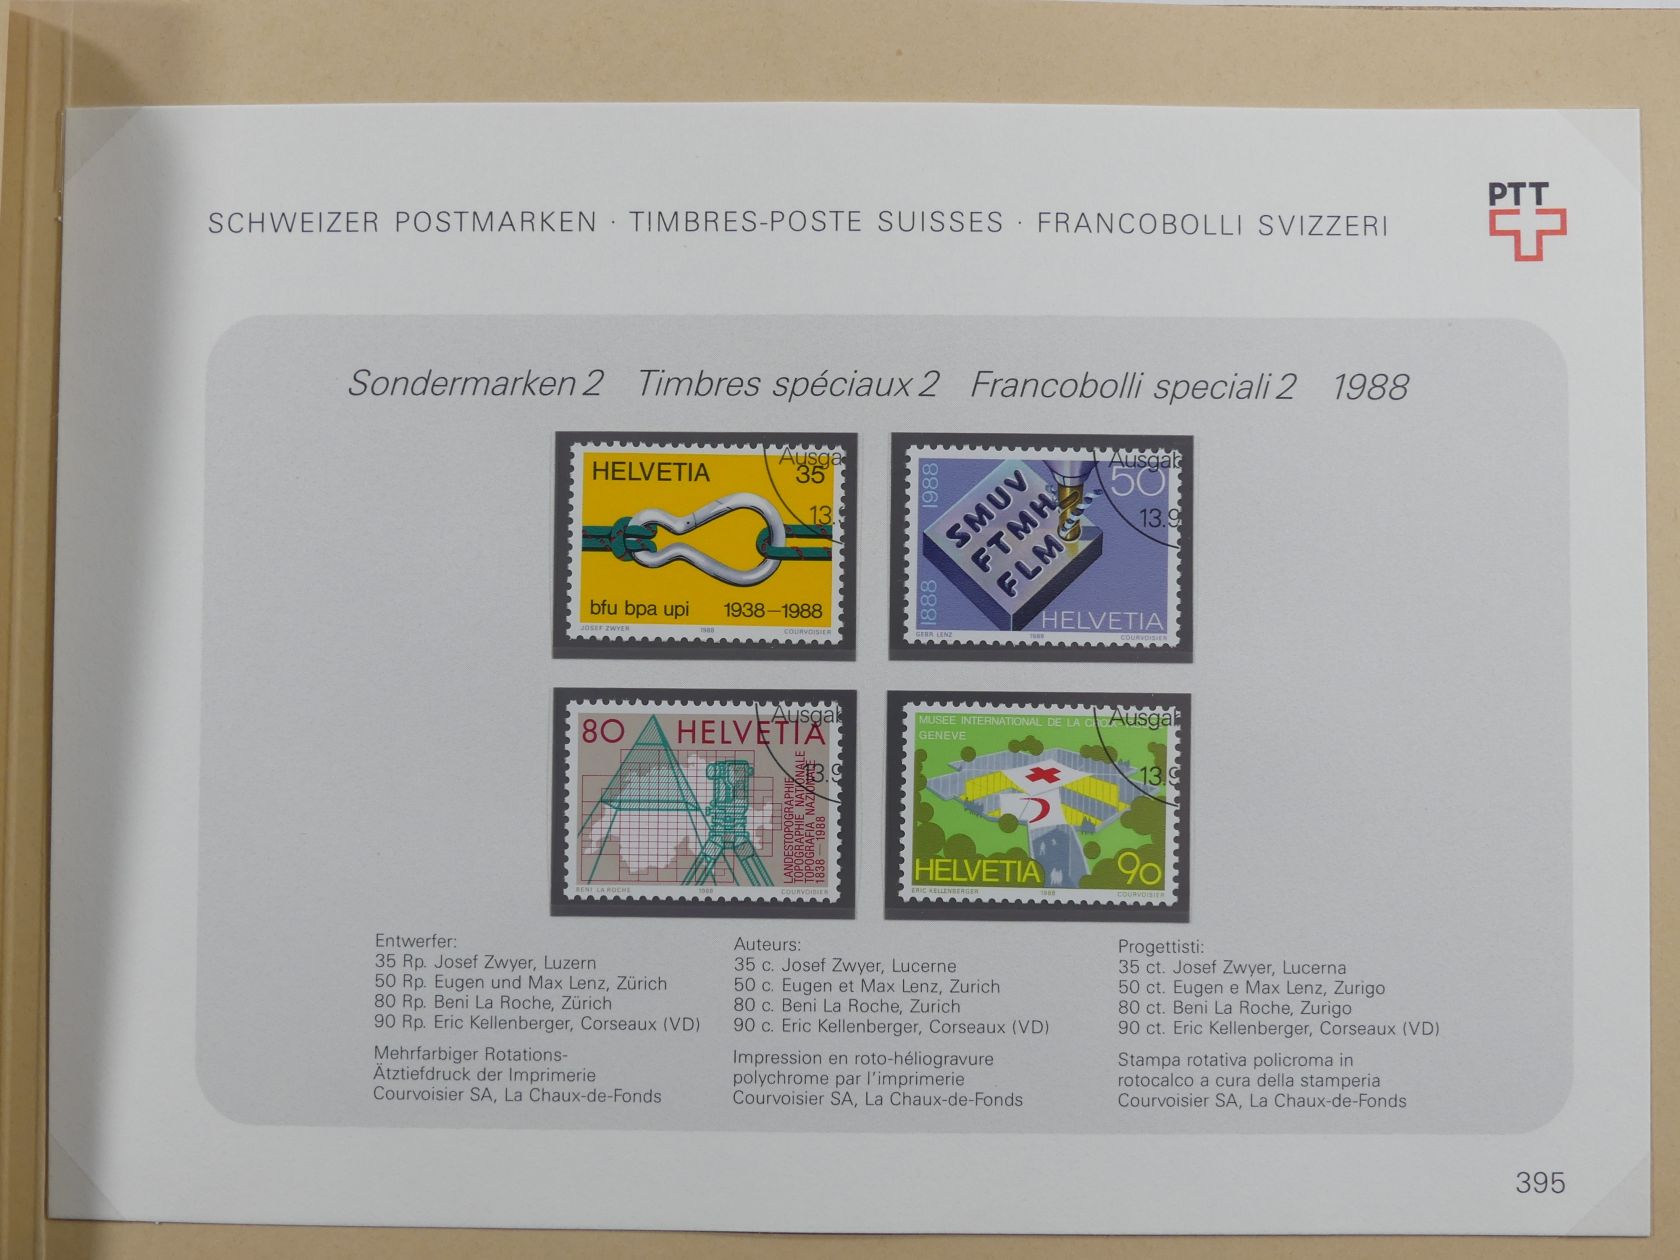 PTT
SCHWEIZER POSTMARKEN · TIMBRES-POSTE SUISSES · FRANCOBOLLI SVIZZERI
Sondermarken 2 Timbres spéciaux 2 Francobolli speciali 2 1988
HELVETIA
35
Ausga
13.
bfu bpa upi 1938–1988
JOSEF ZWYER 1988 COURVOISIER
1888 1988
SMUV
FTMH
FLM
50
Ausgab
13.9
HELVETIA
GEBR. LENZ 1988 COURVOISIER
80 HELVETIA
Ausgab
13.9
LANDESTOPOGRAPHIE
TOPOGRAPHIE NATIONALE
TOPOGRAFIA NAZIONALE
1838–1988
BENI LA ROCHE 1988 COURVOISIER
MUSEE INTERNATIONAL DE LA CROIX-
GENEVE
Ausgab
13.9
HELVETIA 90
ERIC KELLENBERGER 1988 COURVOISIER
Entwerfer:
35 Rp. Josef Zwyer, Luzern
50 Rp. Eugen und Max Lenz, Zürich
80 Rp. Beni La Roche, Zürich
90 Rp. Eric Kellenberger, Corseaux (VD)
Mehrfarbiger Rotations-
Ätztiefdruck der Imprimerie
Courvoisier SA, La Chaux-de-Fonds
Auteurs:
35 c. Josef Zwyer, Lucerne
50 c. Eugen et Max Lenz, Zurich
80 c. Beni La Roche, Zurich
90 c. Eric Kellenberger, Corseaux (VD)
Impression en roto-héliogravure
polychrome par l'imprimerie
Courvoisier SA, La Chaux-de-Fonds
Progettisti:
35 ct. Josef Zwyer, Lucerna
50 ct. Eugen e Max Lenz, Zurigo
80 ct. Beni La Roche, Zurigo
90 ct. Eric Kellenberger, Corseaux (VD)
Stampa rotativa policroma in
rotocalco a cura della stamperia
Courvoisier SA, La Chaux-de-Fonds
395